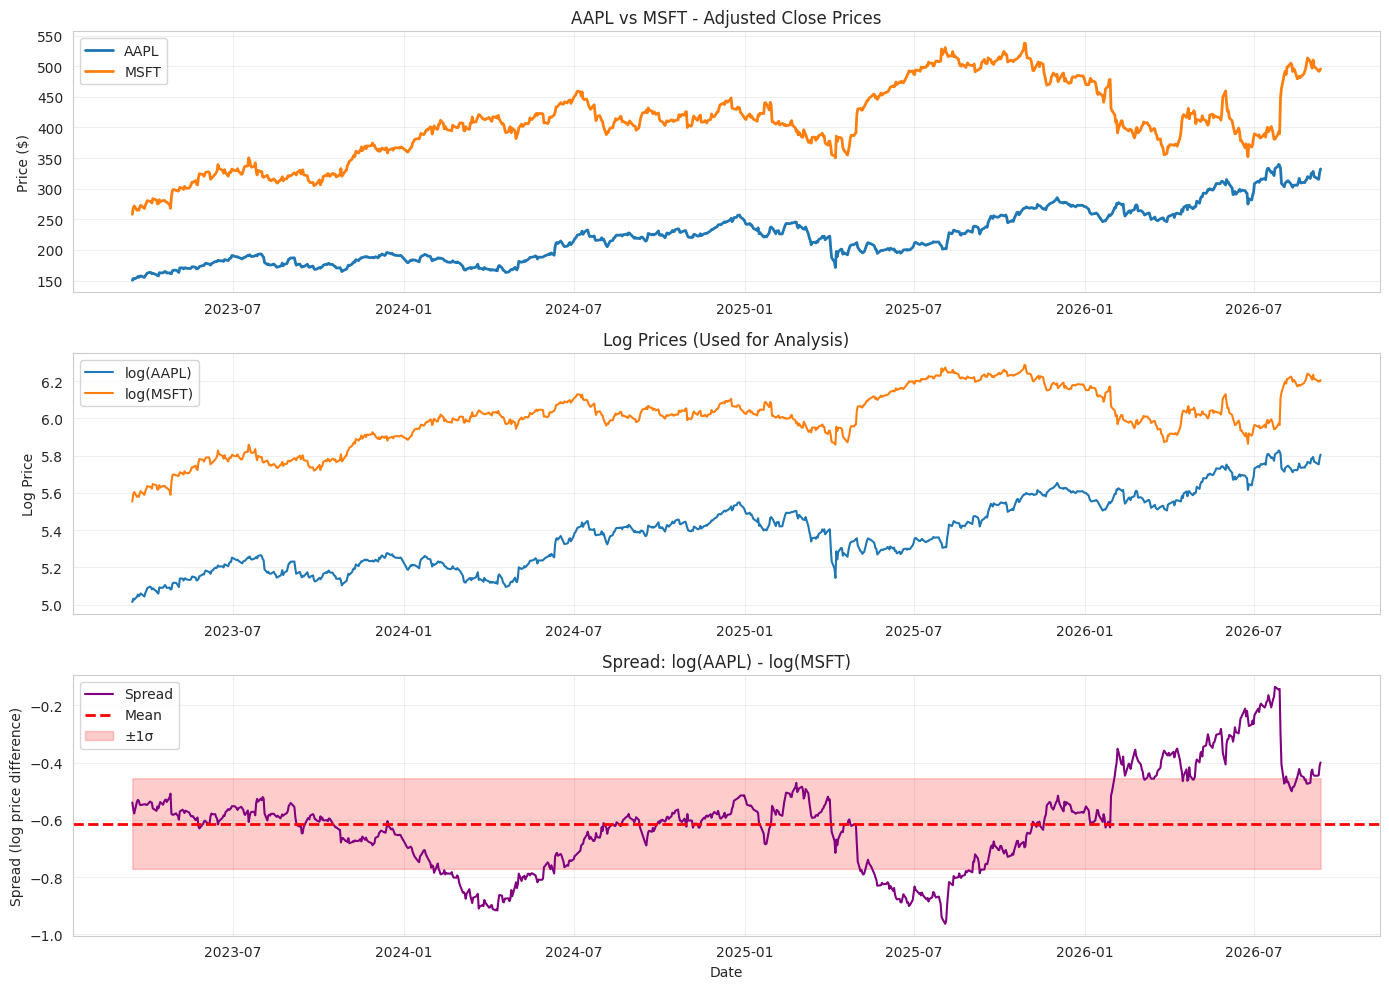 AAPL vs MSFT - Adjusted Close Prices
Price ($)
550
500
450
400
350
300
250
200
150
AAPL
MSFT
2023-07 2024-01 2024-07 2025-01 2025-07 2026-01 2026-07
Log Prices (Used for Analysis)
Log Price
6.2
6.0
5.8
5.6
5.4
5.2
5.0
log(AAPL)
log(MSFT)
2023-07 2024-01 2024-07 2025-01 2025-07 2026-01 2026-07
Spread: log(AAPL) - log(MSFT)
Spread (log price difference)
−0.2
−0.4
−0.6
−0.8
−1.0
Spread
Mean
±1σ
2023-07 2024-01 2024-07 2025-01 2025-07 2026-01 2026-07
Date